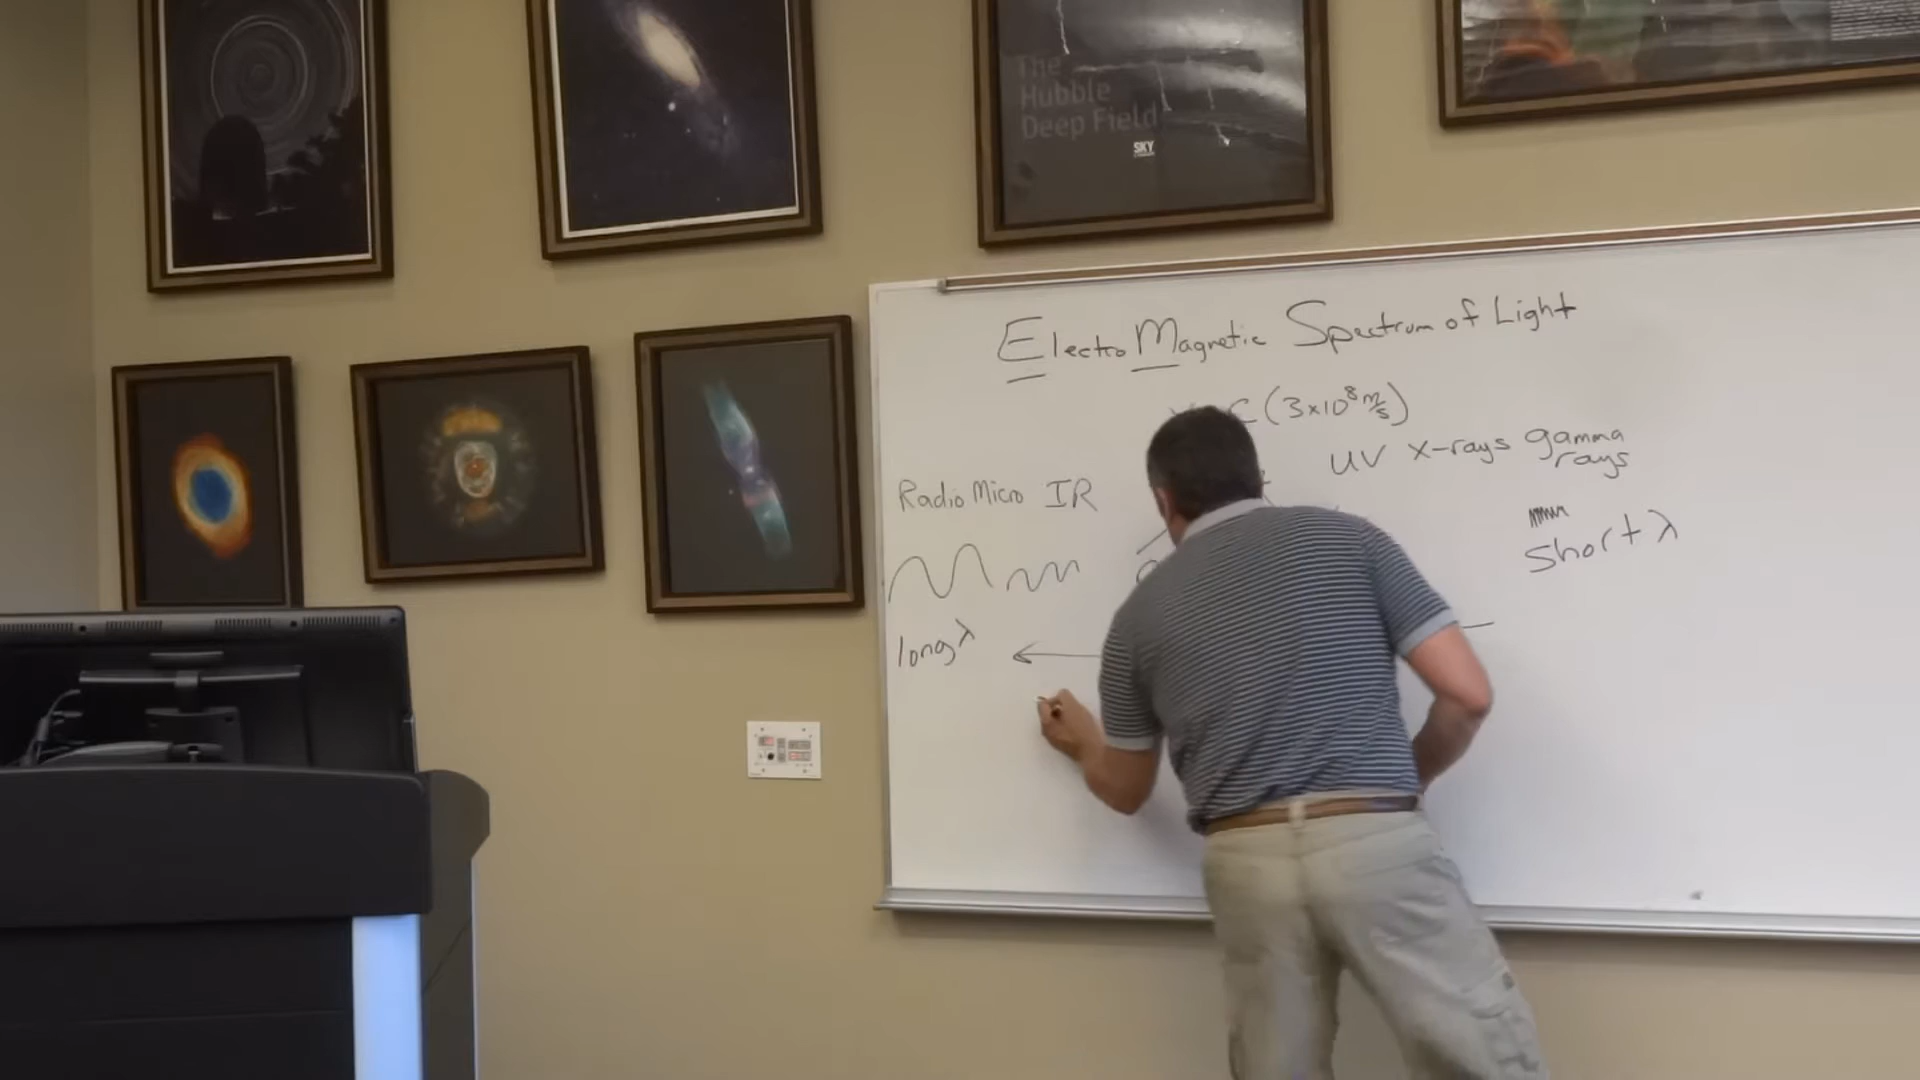 The
Hubble
Deep Field
SKY
ElectroMagnetic Spectrum of Light
C (3x10⁸ m/s)
Radio Micro IR
UV X-rays gamma
rays
long λ
Short λ